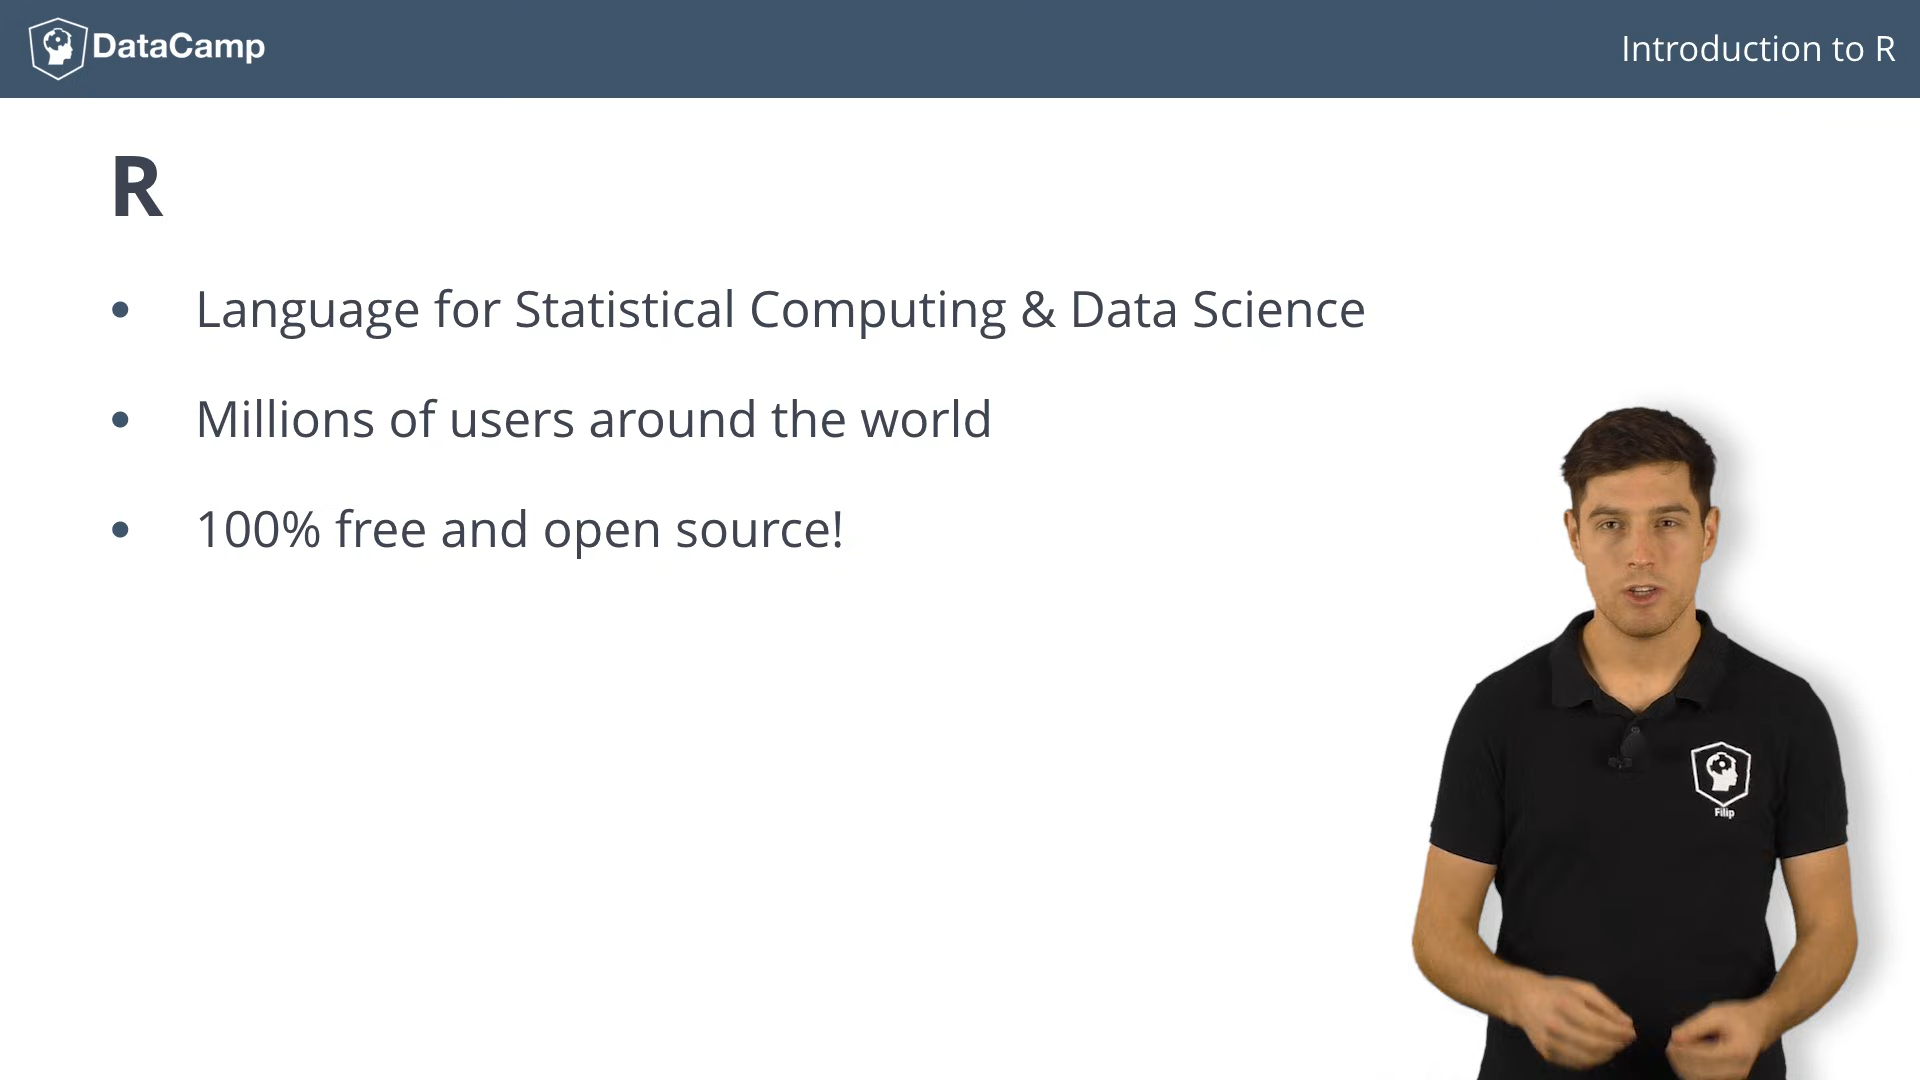 DataCamp
Introduction to R
R
• Language for Statistical Computing & Data Science
• Millions of users around the world
• 100% free and open source!
Filip